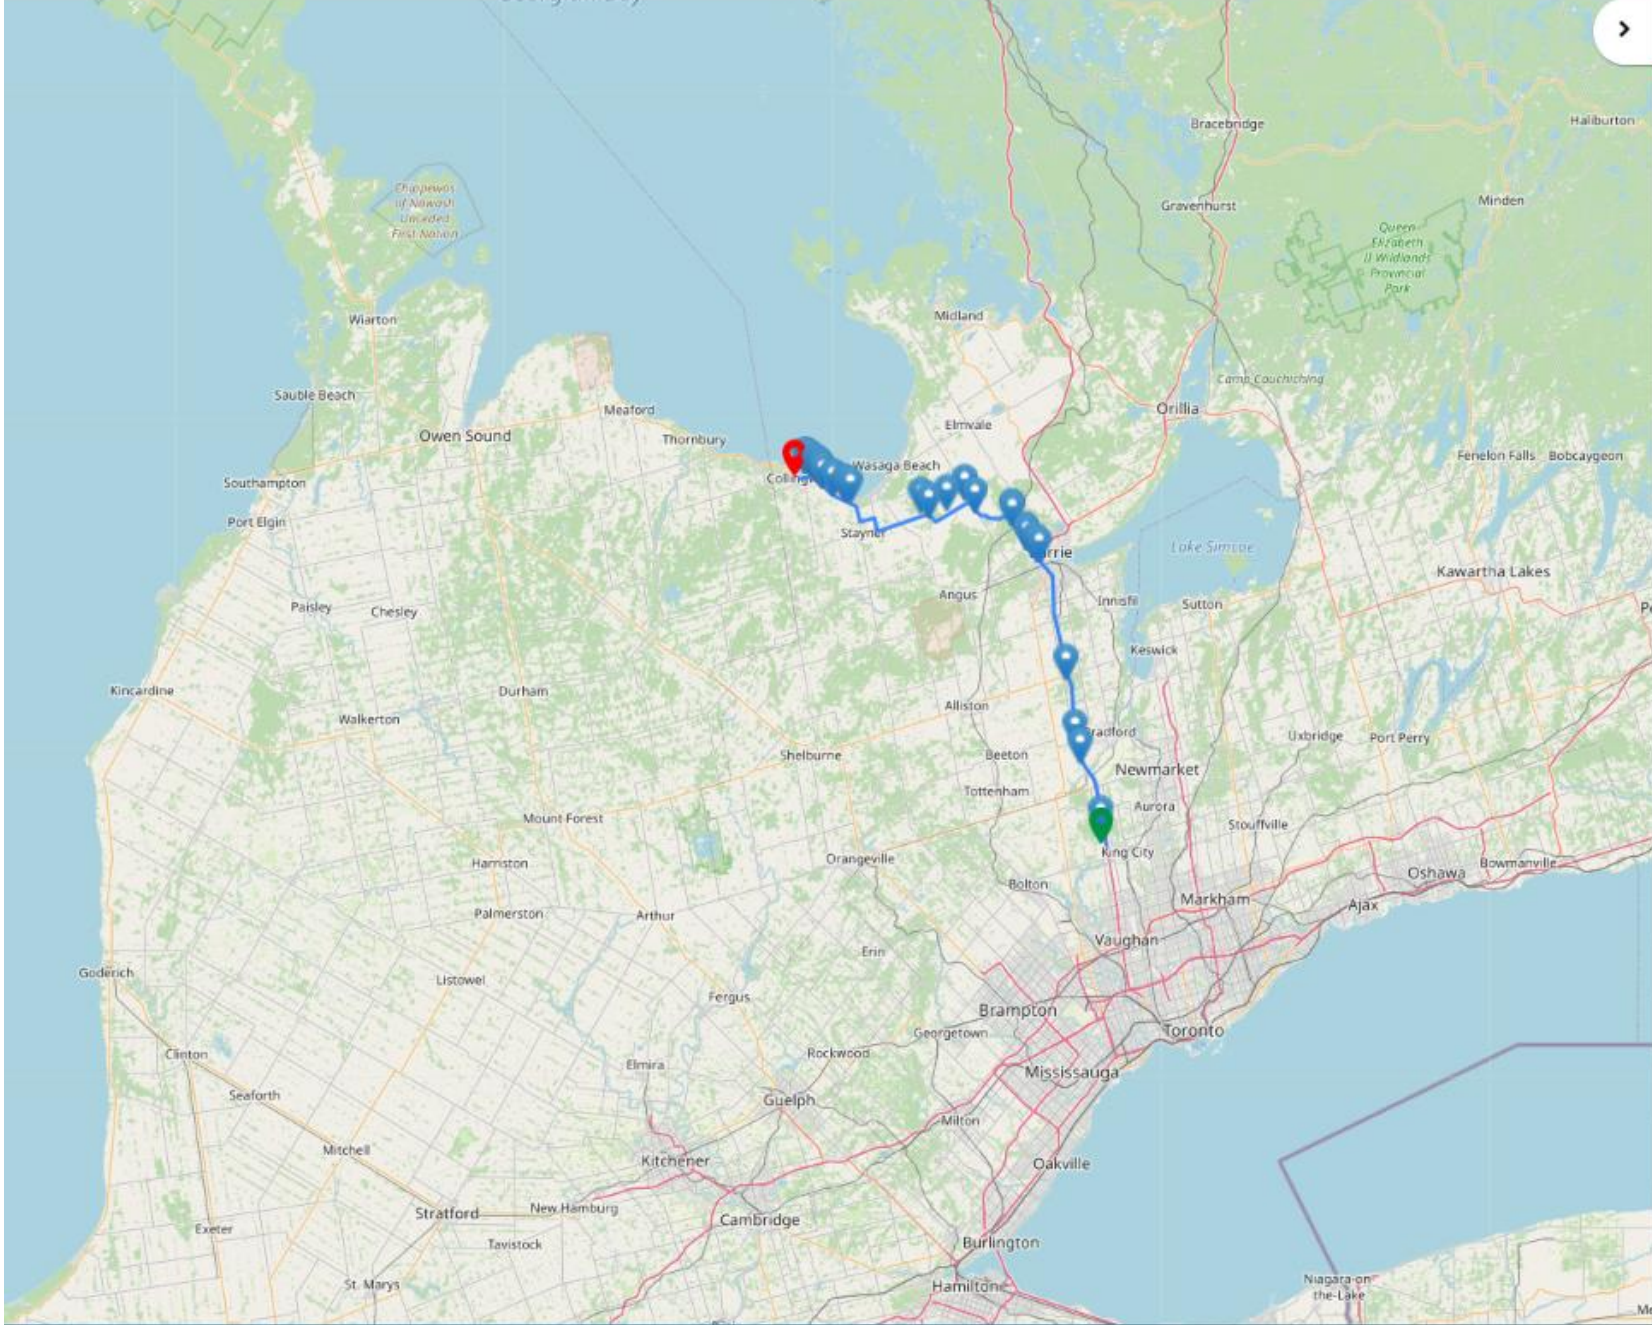 Bracebridge
Haliburton
Chippewas
of Nawash
Unceded
First Nation
Minden
Gravenhurst
Queen
Elizabeth
II Wildlands
Provincial
Park
Wiarton
Midland
Camp Couchiching
Sauble Beach
Meaford
Orillia
Owen Sound
Thornbury
Elmvale
Fenelon Falls
Bobcaygeon
Wasaga Beach
Southampton
Colling
Port Elgin
Stayner
Lake Simcoe
rrie
Kawartha Lakes
Angus
Innisfil
Sutton
Paisley
Chesley
Keswick
Kincardine
Durham
Walkerton
Alliston
radford
Uxbridge
Port Perry
Shelburne
Beeton
Newmarket
Tottenham
Aurora
Mount Forest
Stouffville
King City
Harriston
Orangeville
Bowmanville
Oshawa
Bolton
Markham
Ajax
Palmerston
Arthur
Vaughan
Erin
Goderich
Listowel
Fergus
Brampton
Georgetown
Toronto
Clinton
Rockwood
Elmira
Mississauga
Seaforth
Guelph
Milton
Mitchell
Kitchener
Oakville
Stratford
New Hamburg
Cambridge
Exeter
Tavistock
Burlington
St. Marys
Hamilton
Niagara-on
the-Lake